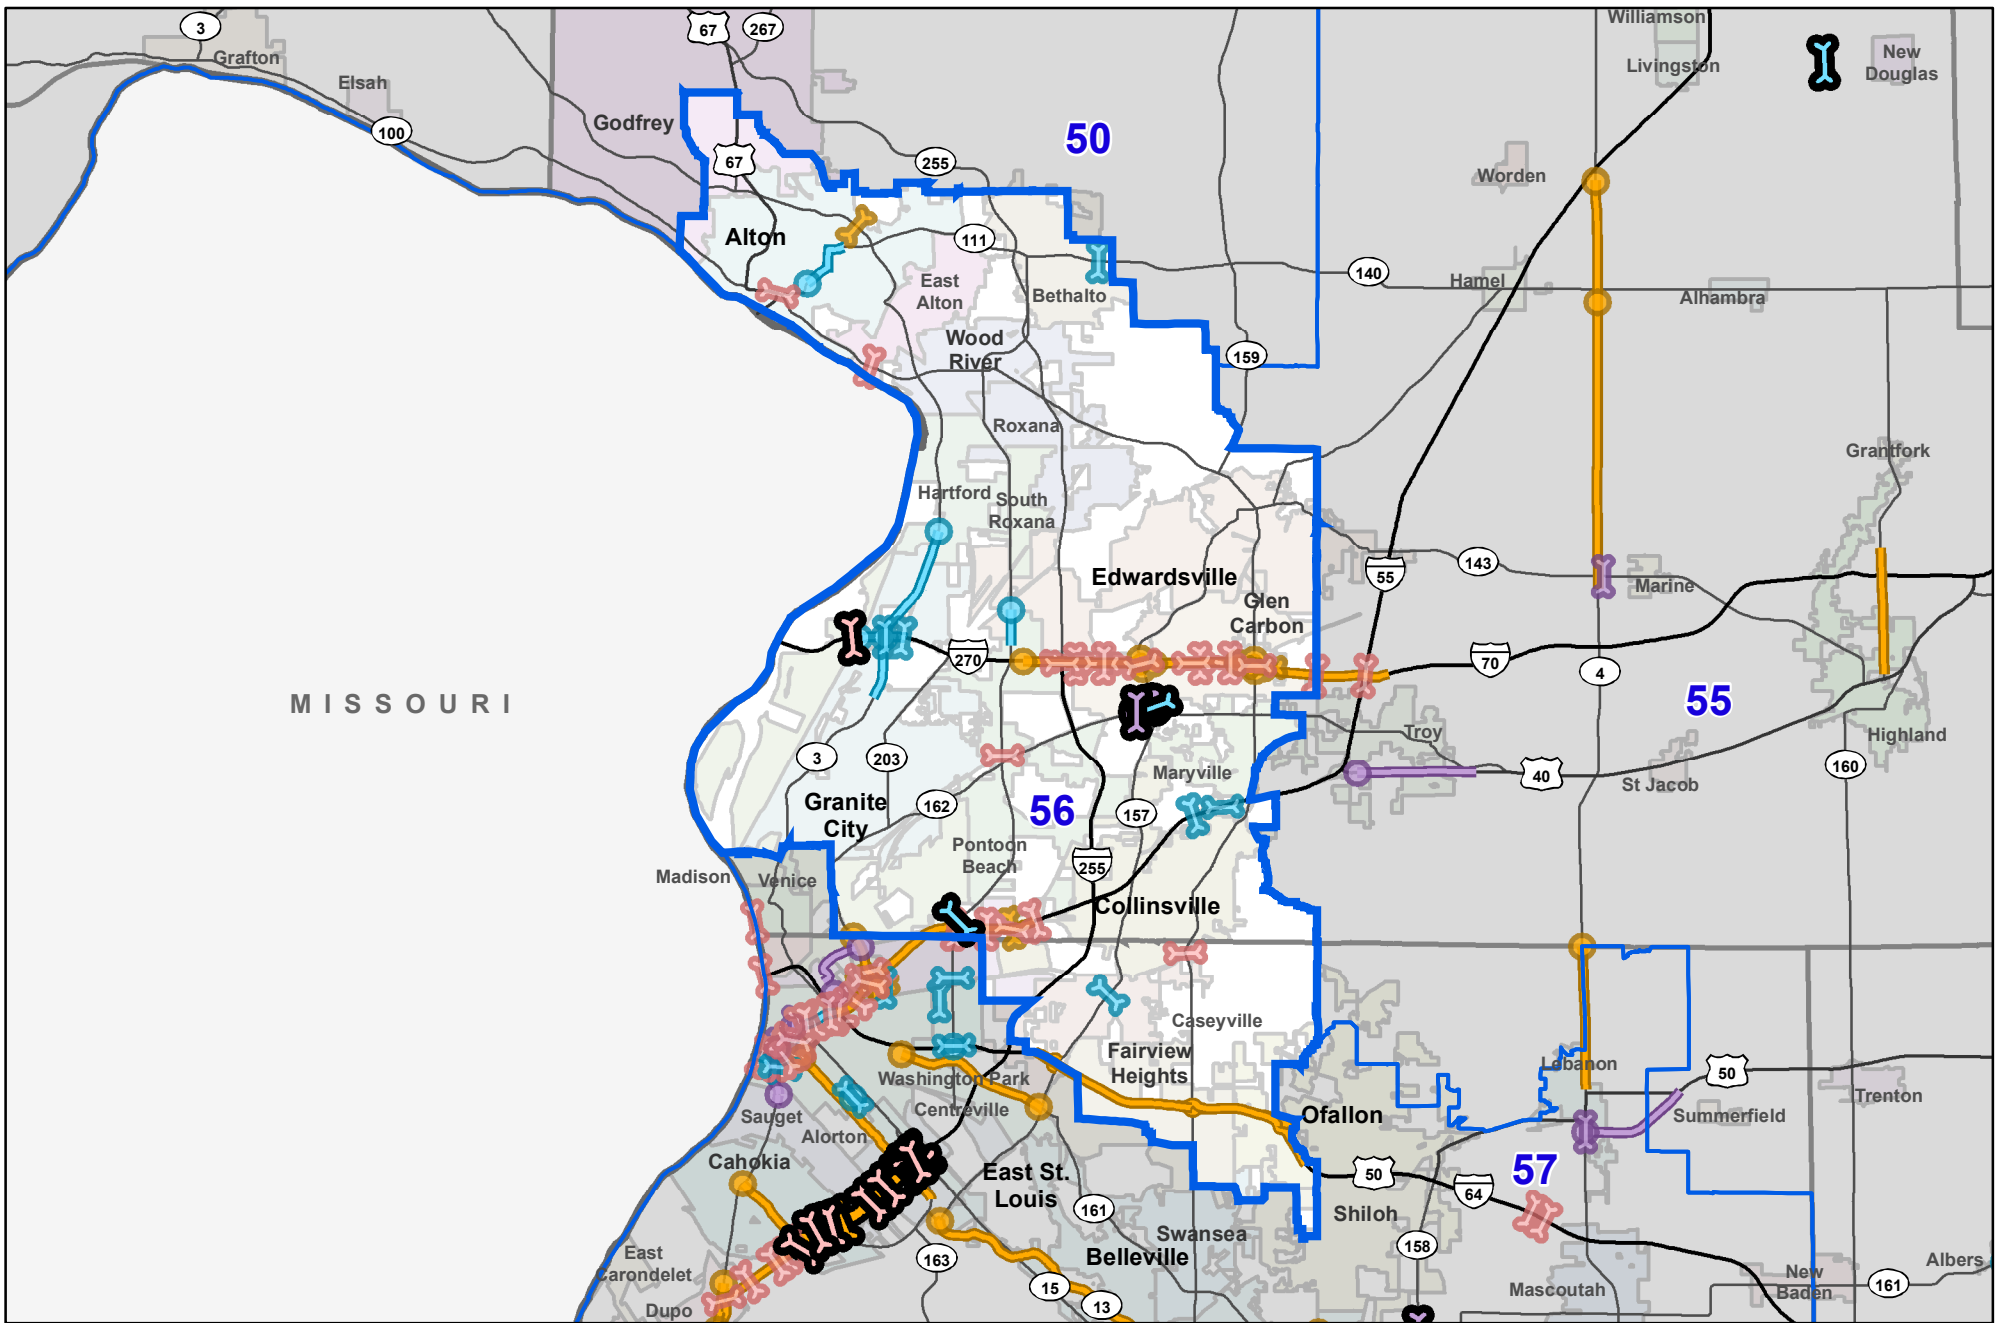 3
67
267
Williamson
Grafton
Livingston
New
Douglas
Elsah
100
Godfrey
50
67
255
Worden
Alton
111
140
Hamel
Alhambra
East
Alton
Bethalto
Wood
River
159
Roxana
Grantfork
Hartford
South
Roxana
Edwardsville
55
143
Marine
Glen
Carbon
270
70
4
MISSOURI
55
Troy
Highland
3
203
Maryville
40
St Jacob
160
Granite
City
162
56
157
Pontoon
Beach
255
Madison
Venice
Collinsville
Caseyville
Fairview
Heights
Lebanon
50
Washington Park
Centreville
Trenton
Sauget
Alorton
Ofallon
Summerfield
Cahokia
East St.
Louis
50
64
57
161
Shiloh
Swansea
Belleville
158
East
Carondelet
163
15
13
Mascoutah
New
Baden
161
Albers
Dupo